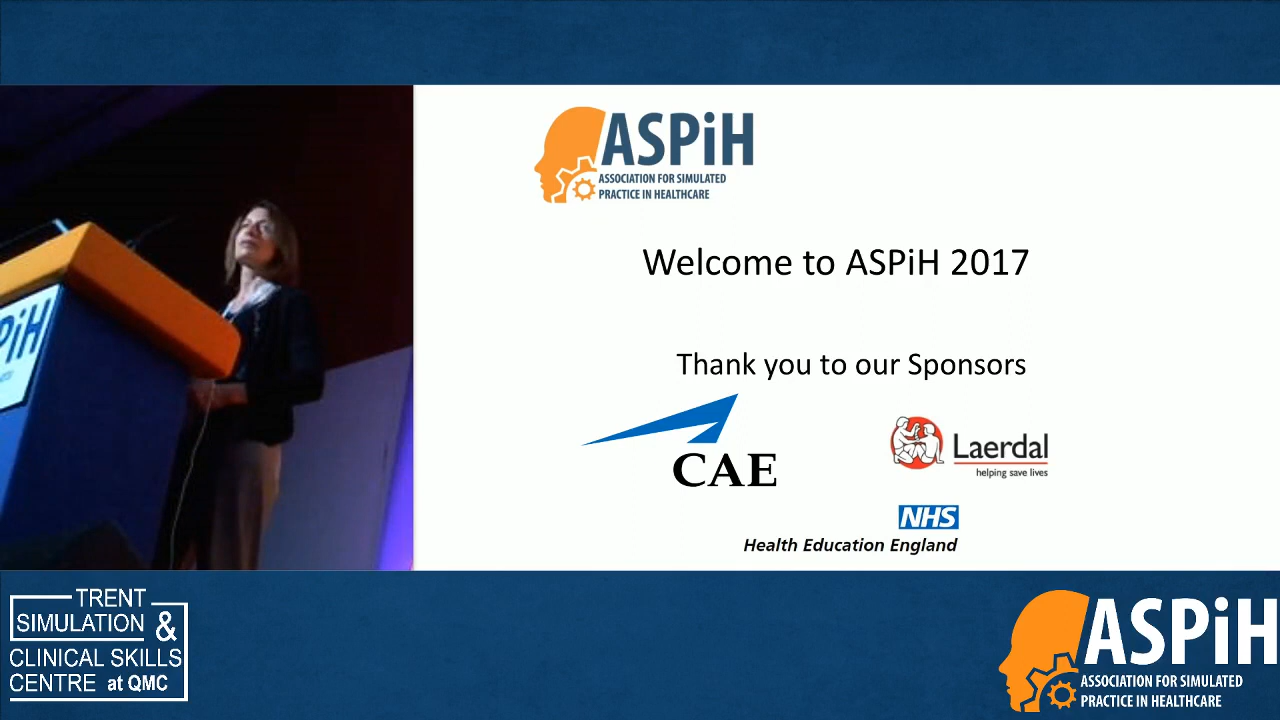 ASPiH
ASSOCIATION FOR SIMULATED
PRACTICE IN HEALTHCARE
Welcome to ASPiH 2017
Thank you to our Sponsors
CAE
Laerdal
helping save lives
NHS
Health Education England
PiH
TRENT
SIMULATION &
CLINICAL SKILLS
CENTRE at QMC
ASPiH
ASSOCIATION FOR SIMULATED
PRACTICE IN HEALTHCARE